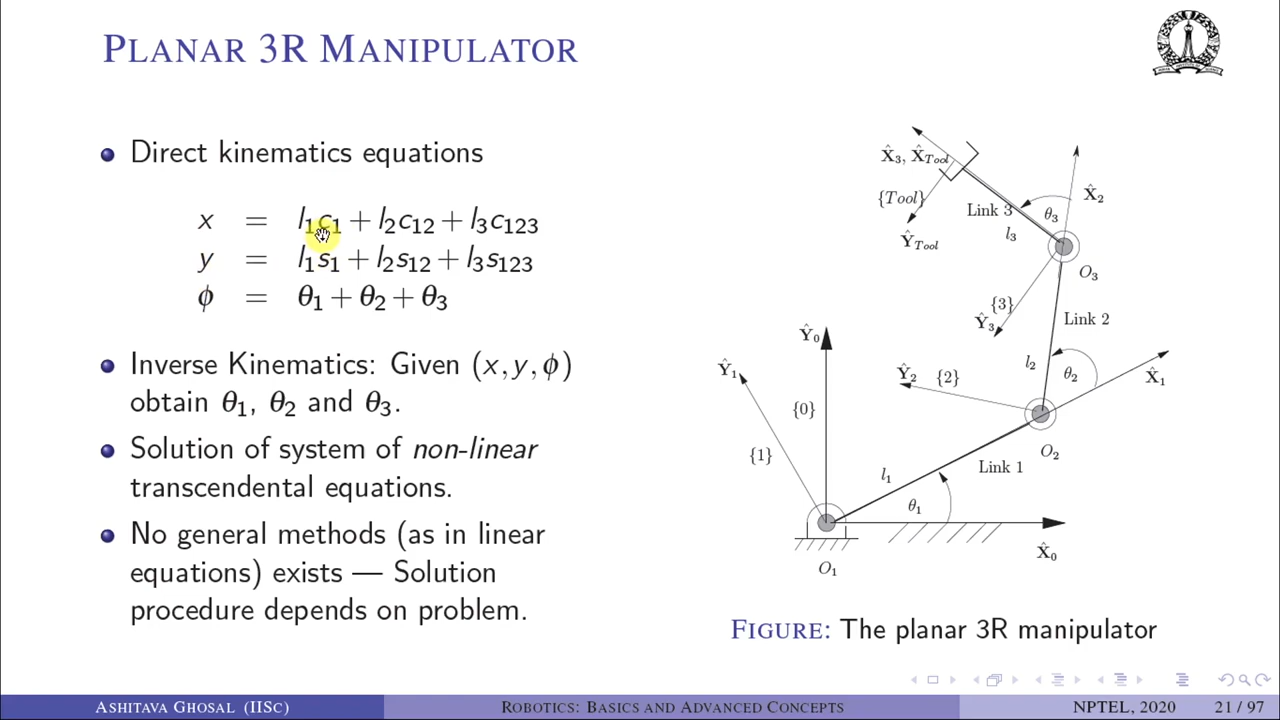 PLANAR 3R MANIPULATOR
Direct kinematics equations
x = l₁c₁ + l₂c₁₂ + l₃c₁₂₃
y = l₁s₁ + l₂s₁₂ + l₃s₁₂₃
ϕ = θ₁ + θ₂ + θ₃
Inverse Kinematics: Given (x, y, ϕ)
obtain θ₁, θ₂ and θ₃.
Solution of system of non-linear
transcendental equations.
No general methods (as in linear
equations) exists — Solution
procedure depends on problem.
X̂₃, X̂_Tool
{Tool}
Ŷ_Tool
Link 3
l₃
θ₃
X̂₂
O₃
{3}
Ŷ₃
Link 2
l₂
θ₂
X̂₁
Ŷ₂
{2}
O₂
Ŷ₀
{0}
Ŷ₁
{1}
l₁
Link 1
θ₁
X̂₀
O₁
FIGURE: The planar 3R manipulator
ASHITAVA GHOSAL (IISC)
ROBOTICS: BASICS AND ADVANCED CONCEPTS
NPTEL, 2020
21 / 97